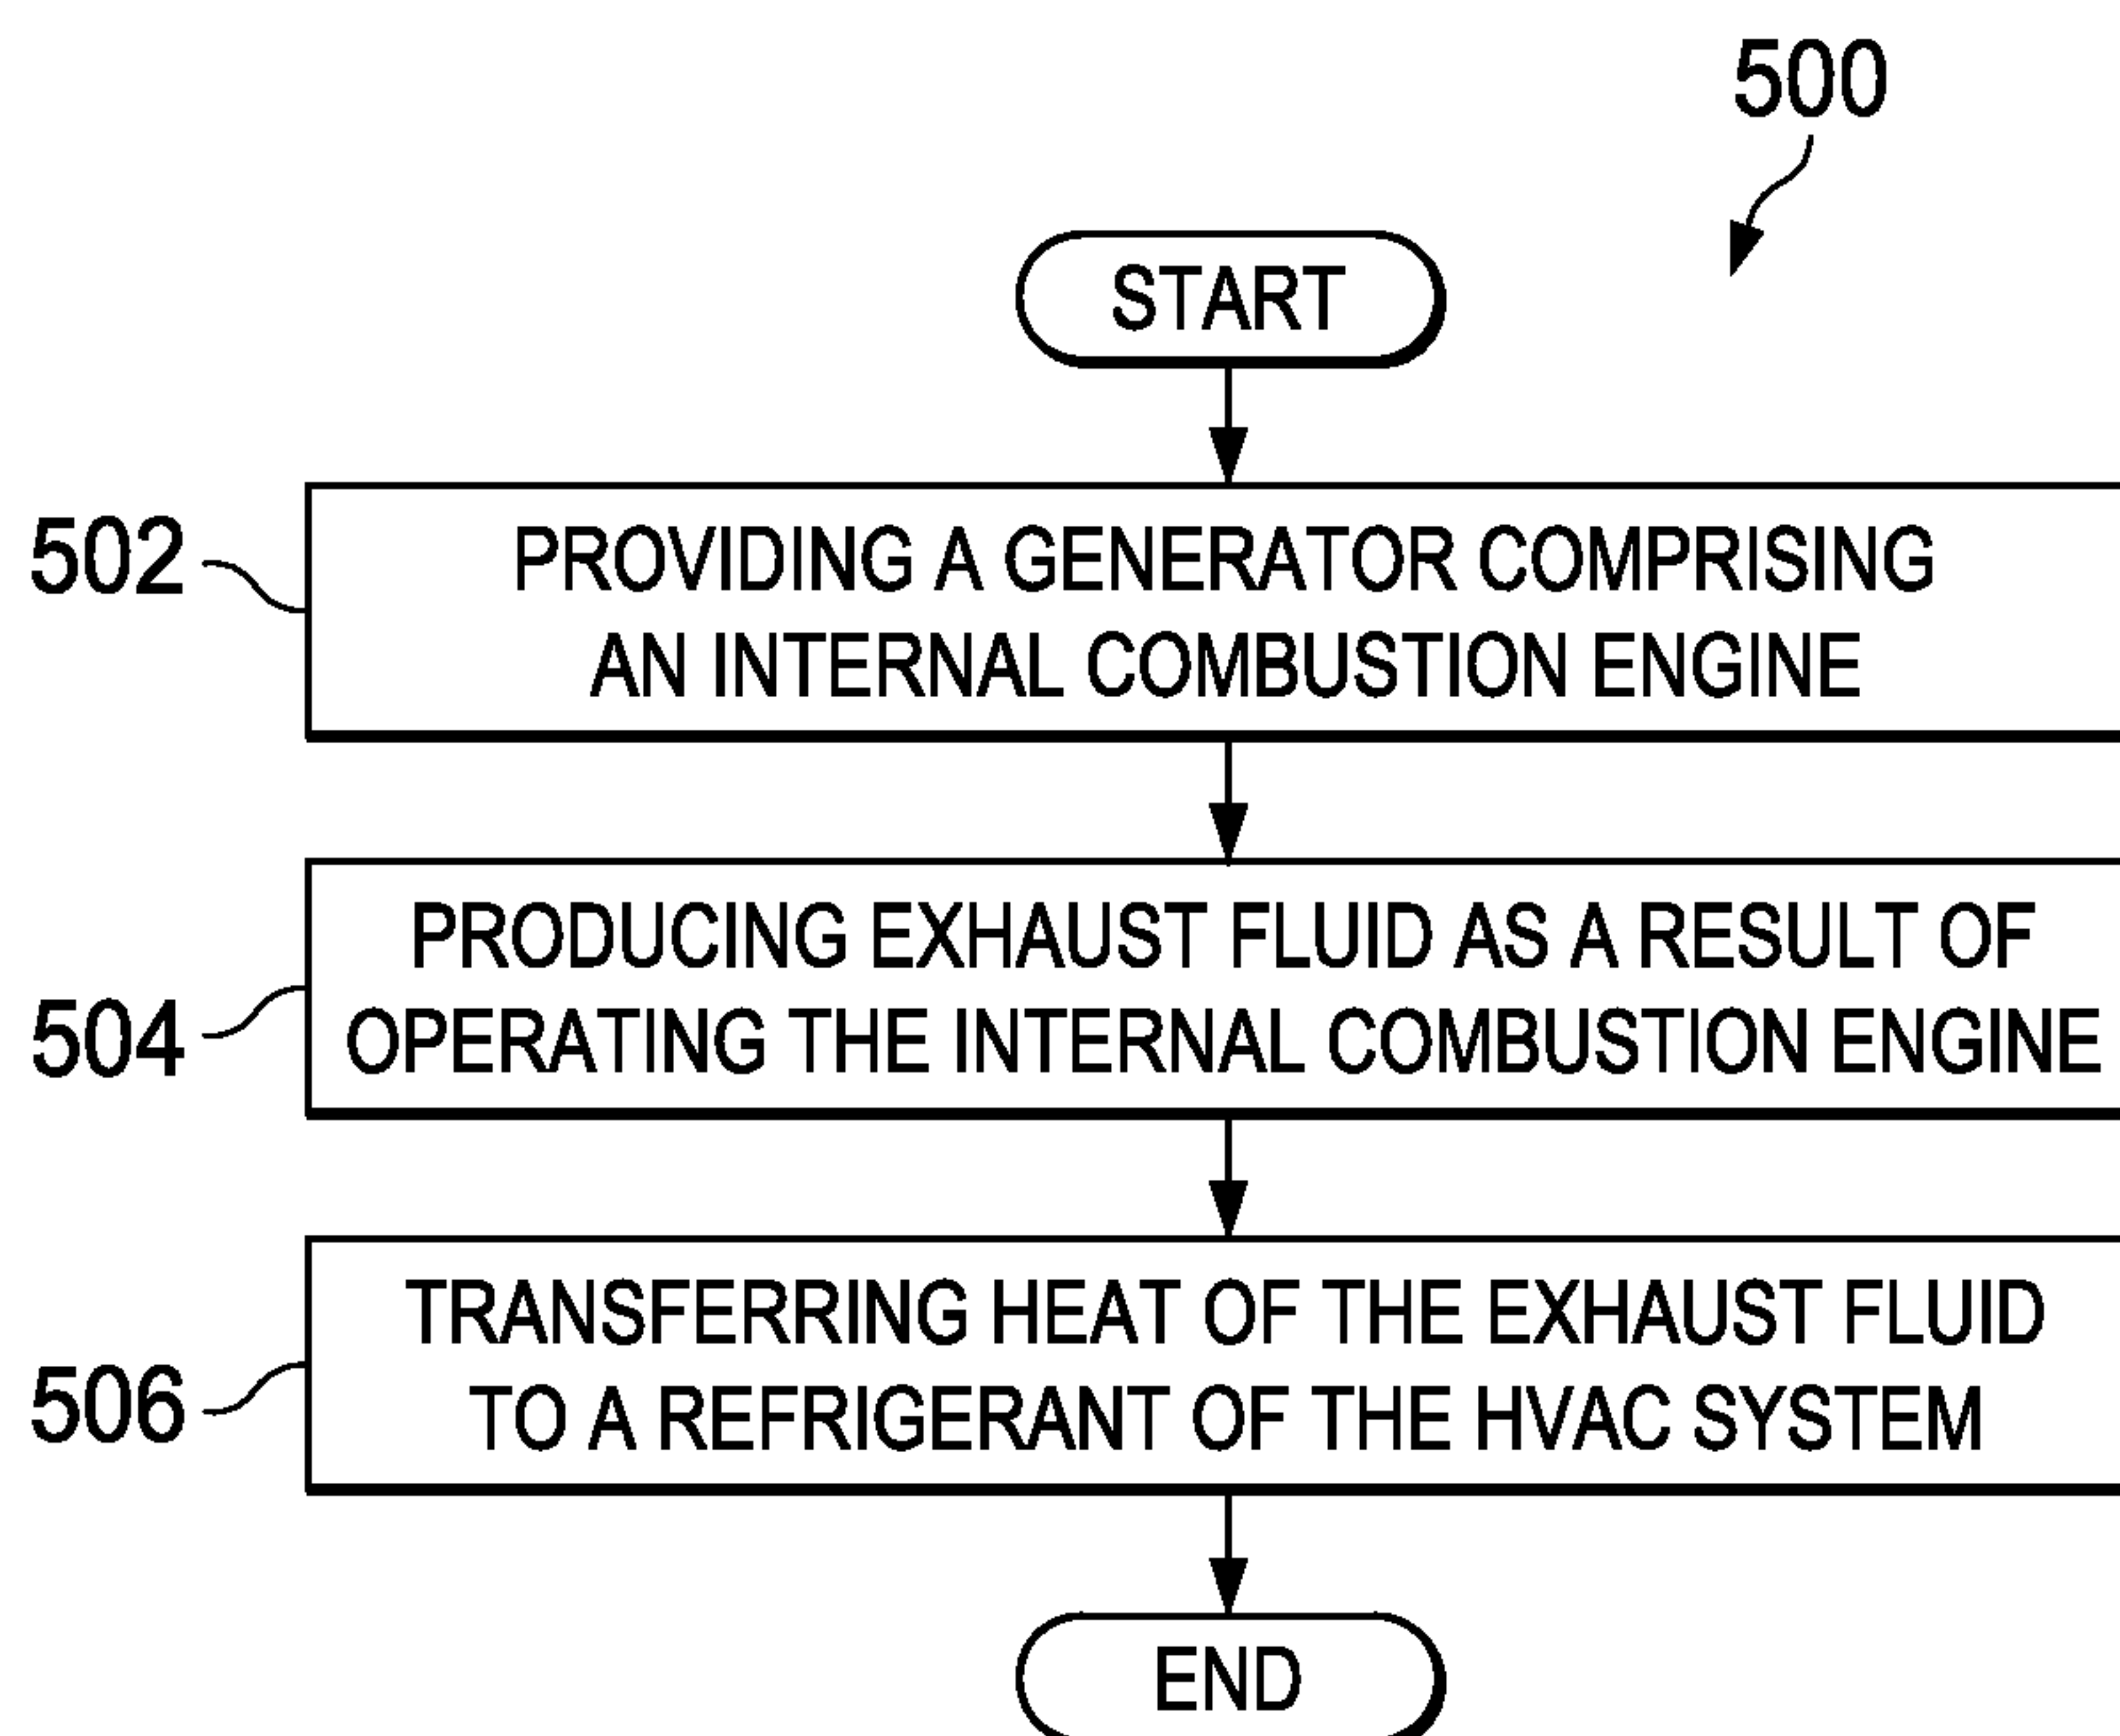 500
START
502
PROVIDING A GENERATOR COMPRISING
AN INTERNAL COMBUSTION ENGINE
504
PRODUCING EXHAUST FLUID AS A RESULT OF
OPERATING THE INTERNAL COMBUSTION ENGINE
506
TRANSFERRING HEAT OF THE EXHAUST FLUID
TO A REFRIGERANT OF THE HVAC SYSTEM
END